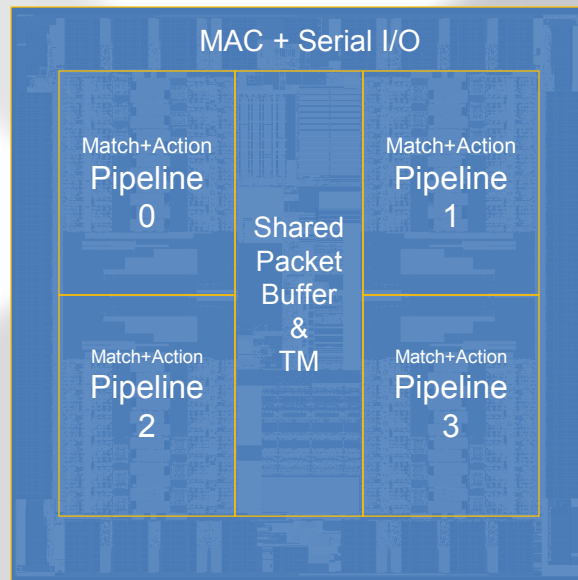 MAC + Serial I/O
Match+Action
Pipeline
0
Match+Action
Pipeline
1
Shared
Packet
Buffer
&
TM
Match+Action
Pipeline
2
Match+Action
Pipeline
3